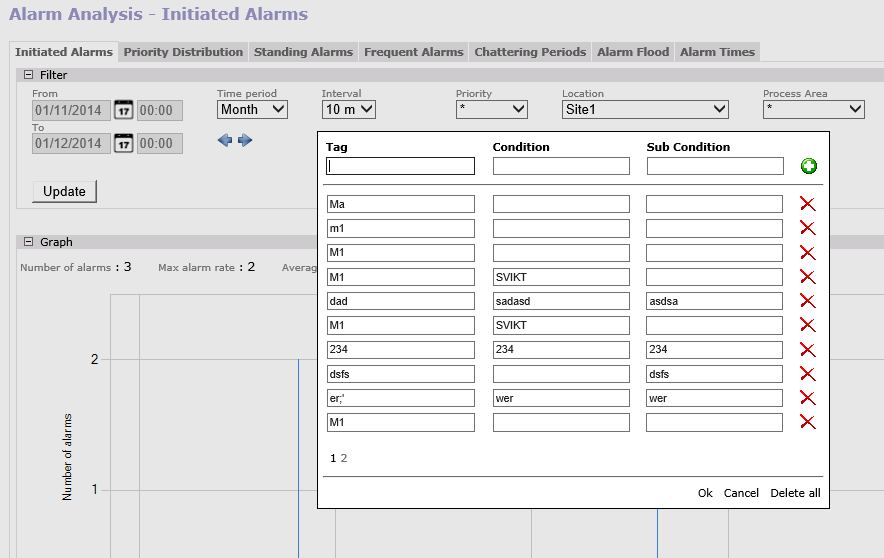 Alarm Analysis - Initiated Alarms
Initiated Alarms Priority Distribution Standing Alarms Frequent Alarms Chattering Periods Alarm Flood Alarm Times
Filter
From Time period Interval Priority Location Process Area
01/11/2014 17 00:00 Month 10 m * Site1 *
To
01/12/2014 17 00:00
Update
Tag Condition Sub Condition
Ma
m1
M1
M1 SVIKT
dad sadasd asdsa
M1 SVIKT
234 234 234
dsfs dsfs
er;' wer wer
M1
1 2
Ok Cancel Delete all
Graph
Number of alarms : 3 Max alarm rate : 2 Averag
2
1
Number of alarms